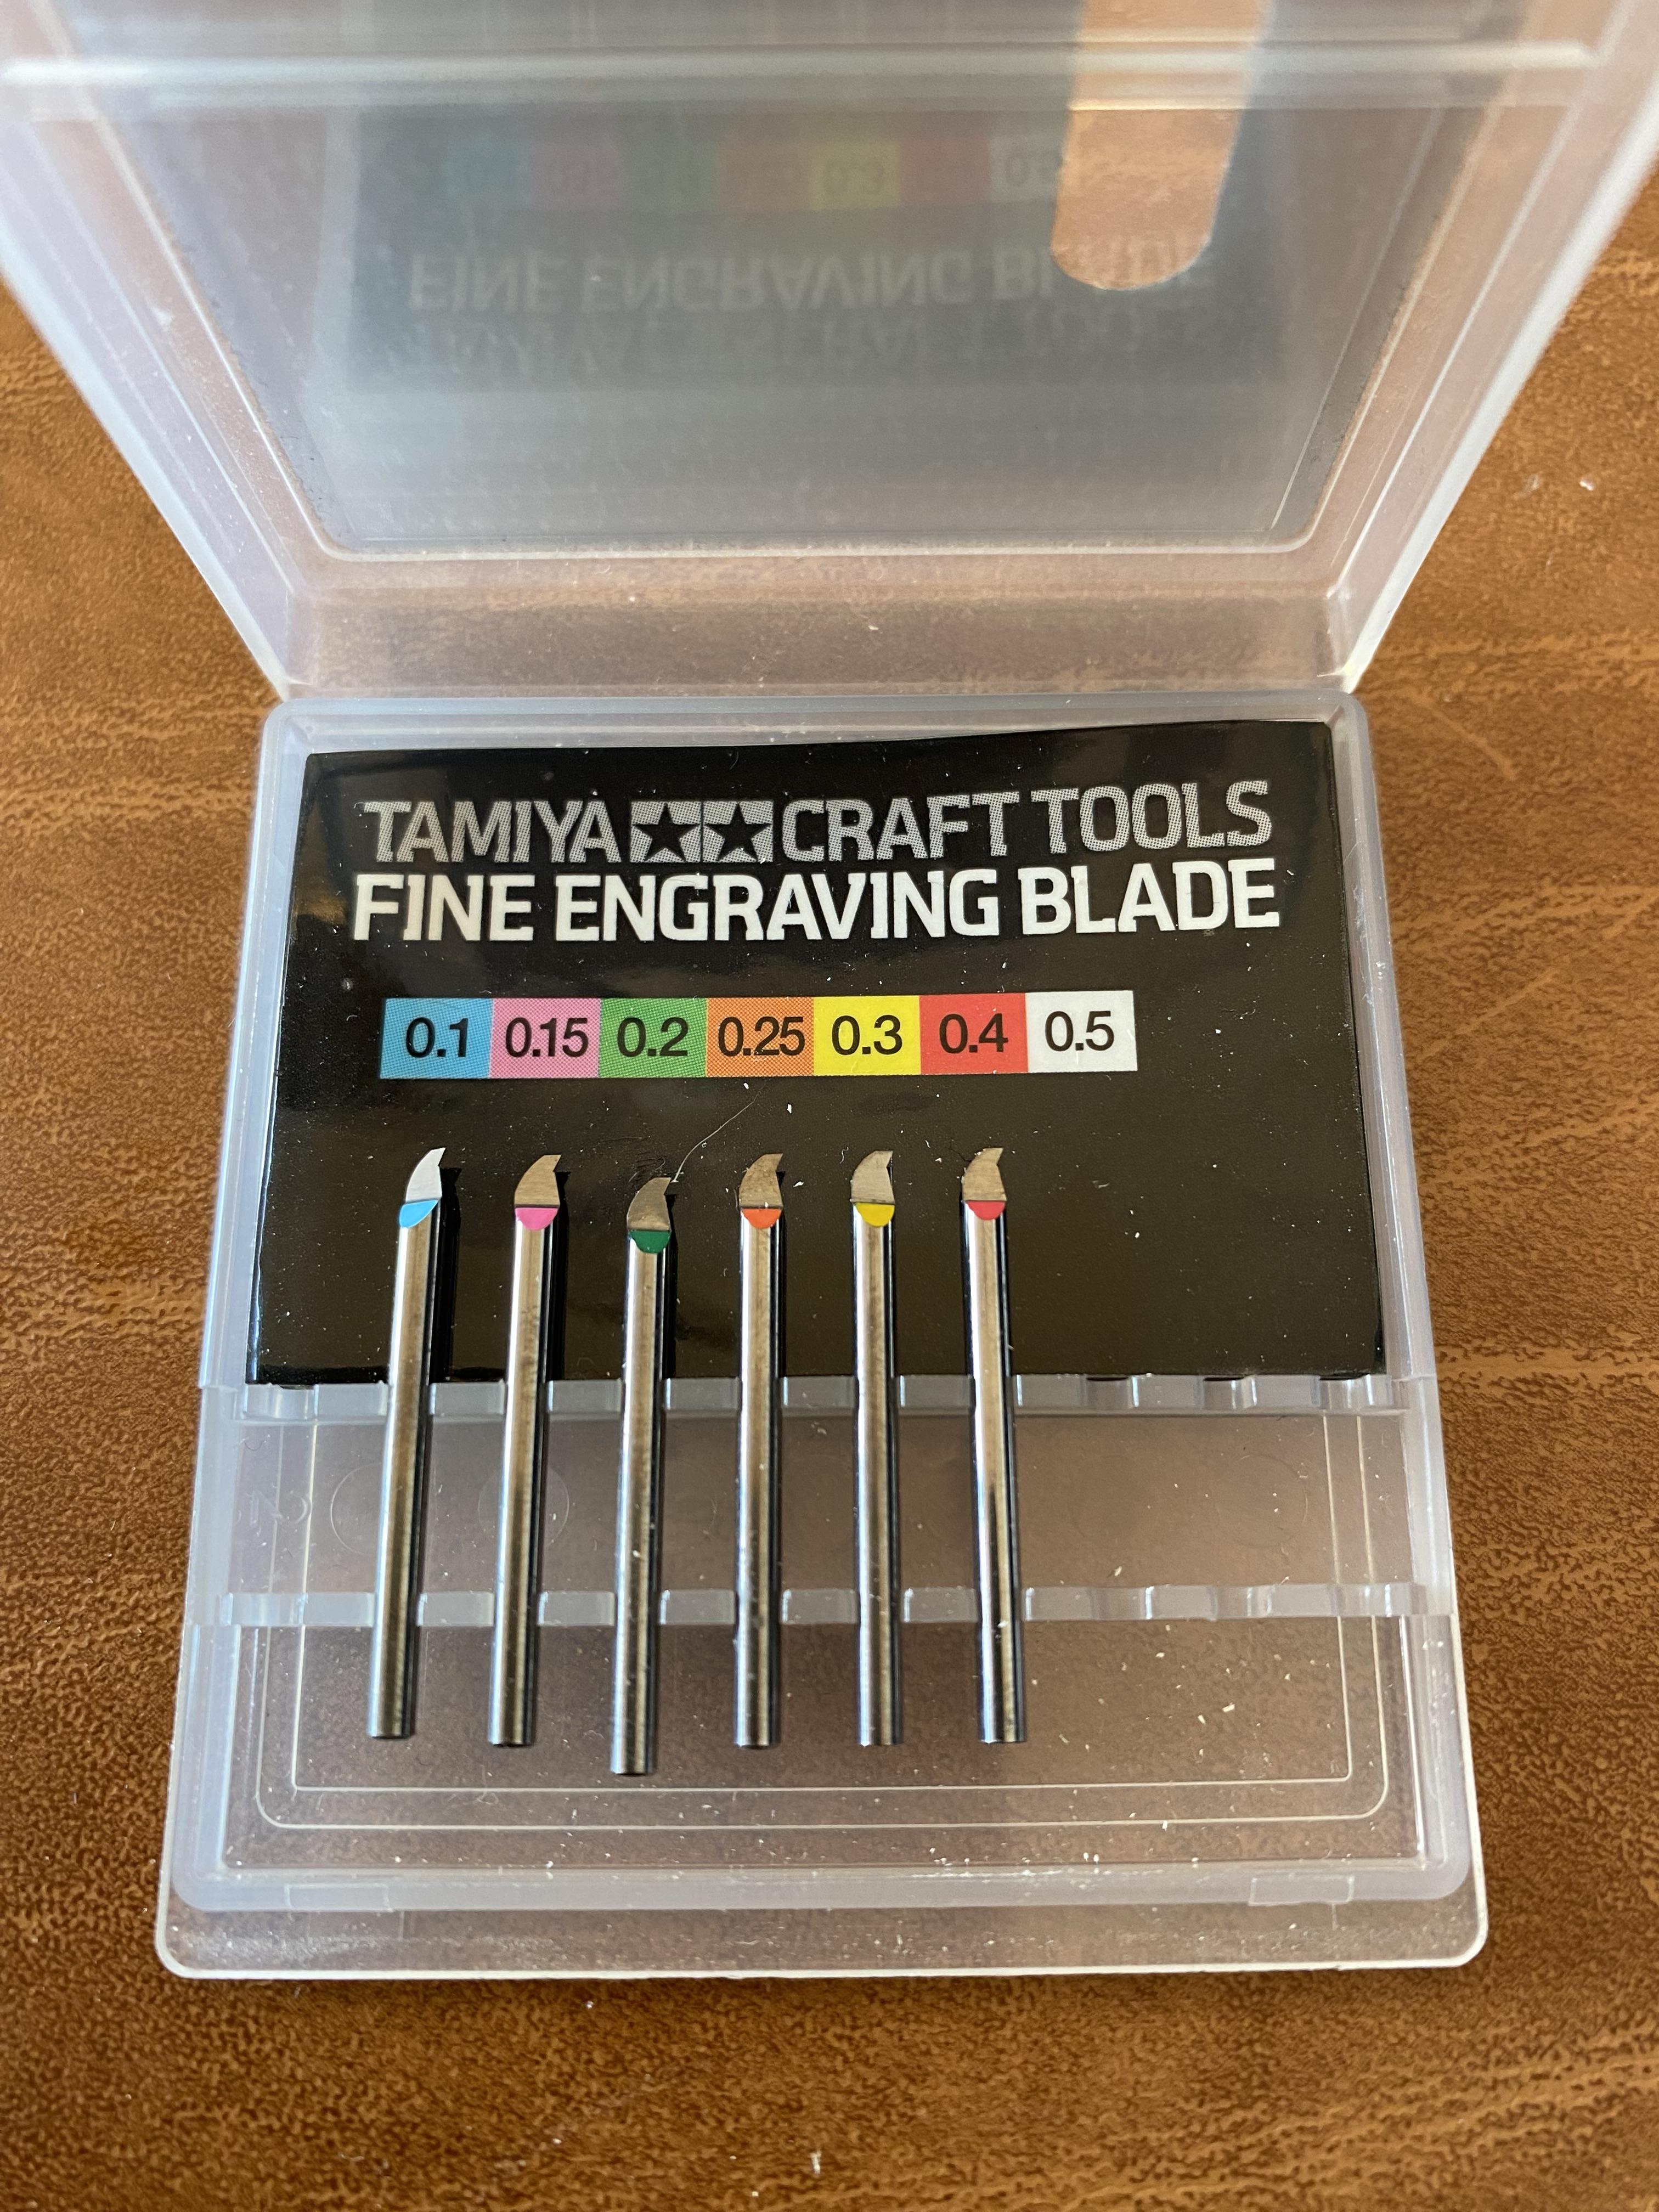 TAMIYA CRAFT TOOLS
FINE ENGRAVING BLADE
0.1 0.15 0.2 0.25 0.3 0.4 0.5